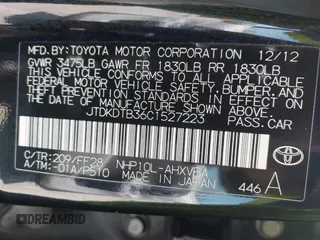 MFD.BY:TOYOTA MOTOR CORPORATION 12/12
GVWR 3475LB GAWR FR 1830LB RR 1830LB
THIS VEHICLE CONFORMS TO ALL APPLICABLE
FEDERAL MOTOR VEHICLE SAFETY, BUMPER, AND
THEFT PREVENTION STANDARDS IN EFFECT ON THE DATE OF
MANUFACTURE SHOWN ABOVE.
JTDKDTB36C1527223 PASS. CAR
C/TR:209/FF28 NHP10L-AHXVBA
A/TM:-01A/P510 MADE IN JAPAN
446 A
TOYOTA
DREAMBID